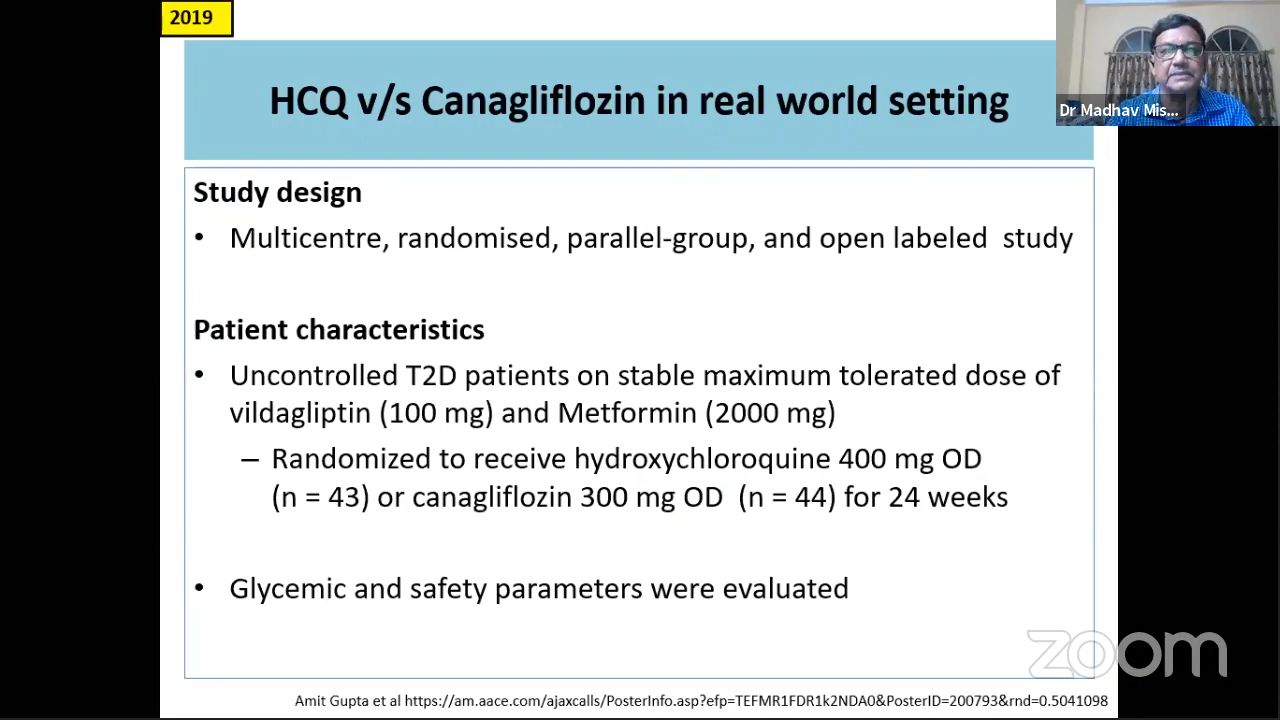 2019
HCQ v/s Canagliflozin in real world setting
Dr Madhav Mis...
Study design
• Multicentre, randomised, parallel-group, and open labeled study
Patient characteristics
• Uncontrolled T2D patients on stable maximum tolerated dose of
vildagliptin (100 mg) and Metformin (2000 mg)
– Randomized to receive hydroxychloroquine 400 mg OD
(n = 43) or canagliflozin 300 mg OD (n = 44) for 24 weeks
• Glycemic and safety parameters were evaluated
zoom
Amit Gupta et al https://am.aace.com/ajaxcalls/PosterInfo.asp?efp=TEFMR1FDR1k2NDA0&PosterID=200793&rnd=0.5041098